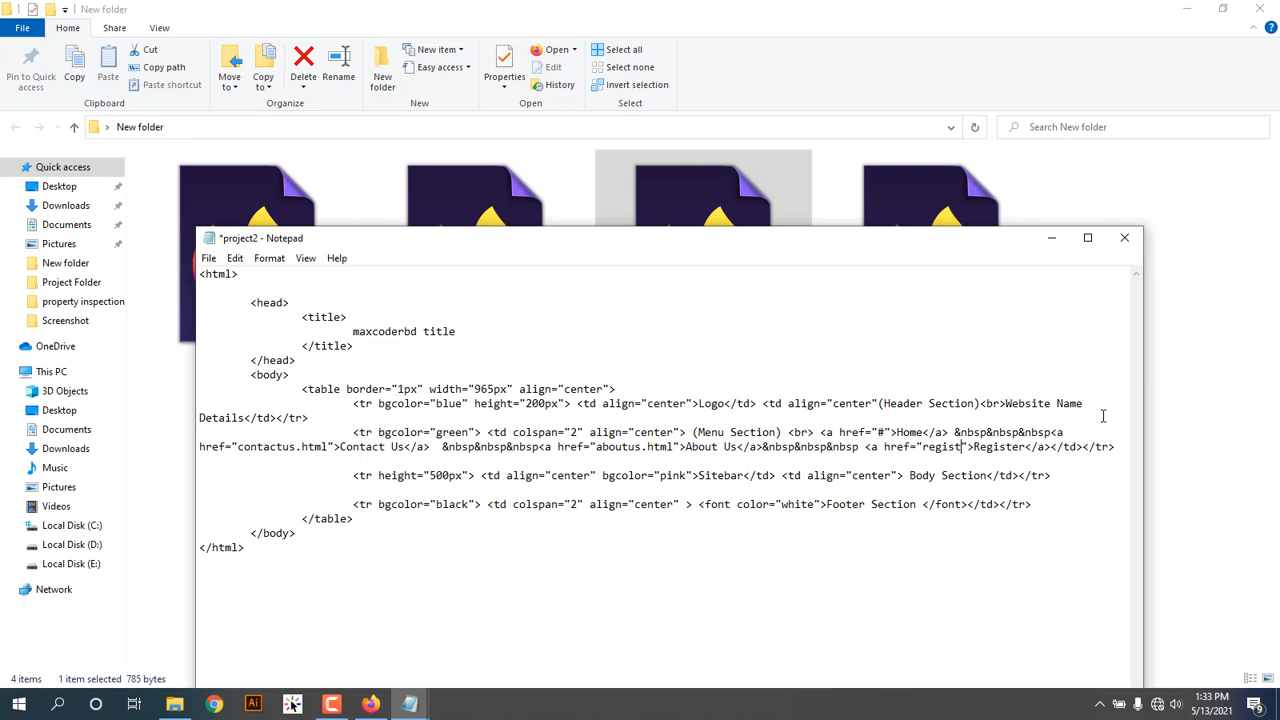 File Home Share View
Pin to Quick access Copy Paste Cut Copy path Paste shortcut Move to Copy to Delete Rename New folder New item Easy access Properties Open Edit History Select all Select none Invert selection
Clipboard Organize New Open Select
New folder Search New folder
Quick access
Desktop
Downloads
Documents
Pictures
New folder
Project Folder
property inspection
Screenshot
OneDrive
This PC
3D Objects
Desktop
Documents
Downloads
Music
Pictures
Videos
Local Disk (C:)
Local Disk (D:)
Local Disk (E:)
Network
*project2 - Notepad
File Edit Format View Help
<html>
<head>
<title>
maxcoderbd title
</title>
</head>
<body>
<table border="1px" width="965px" align="center">
<tr bgcolor="blue" height="200px"> <td align="center">Logo</td> <td align="center"(Header Section)<br>Website Name
Details</td></tr>
<tr bgcolor="green"> <td colspan="2" align="center"> (Menu Section) <br> <a href="#">Home</a> &nbsp&nbsp&nbsp<a
href="contactus.html">Contact Us</a>  &nbsp&nbsp&nbsp<a href="aboutus.html">About Us</a>&nbsp&nbsp&nbsp <a href="regist">Register</a></td></tr>
<tr height="500px"> <td align="center" bgcolor="pink">Sitebar</td> <td align="center"> Body Section</td></tr>
<tr bgcolor="black"> <td colspan="2" align="center" > <font color="white">Footer Section </font></td></tr>
</table>
</body>
</html>
4 items 1 item selected 785 bytes
Ai
1:33 PM
5/13/2021
9